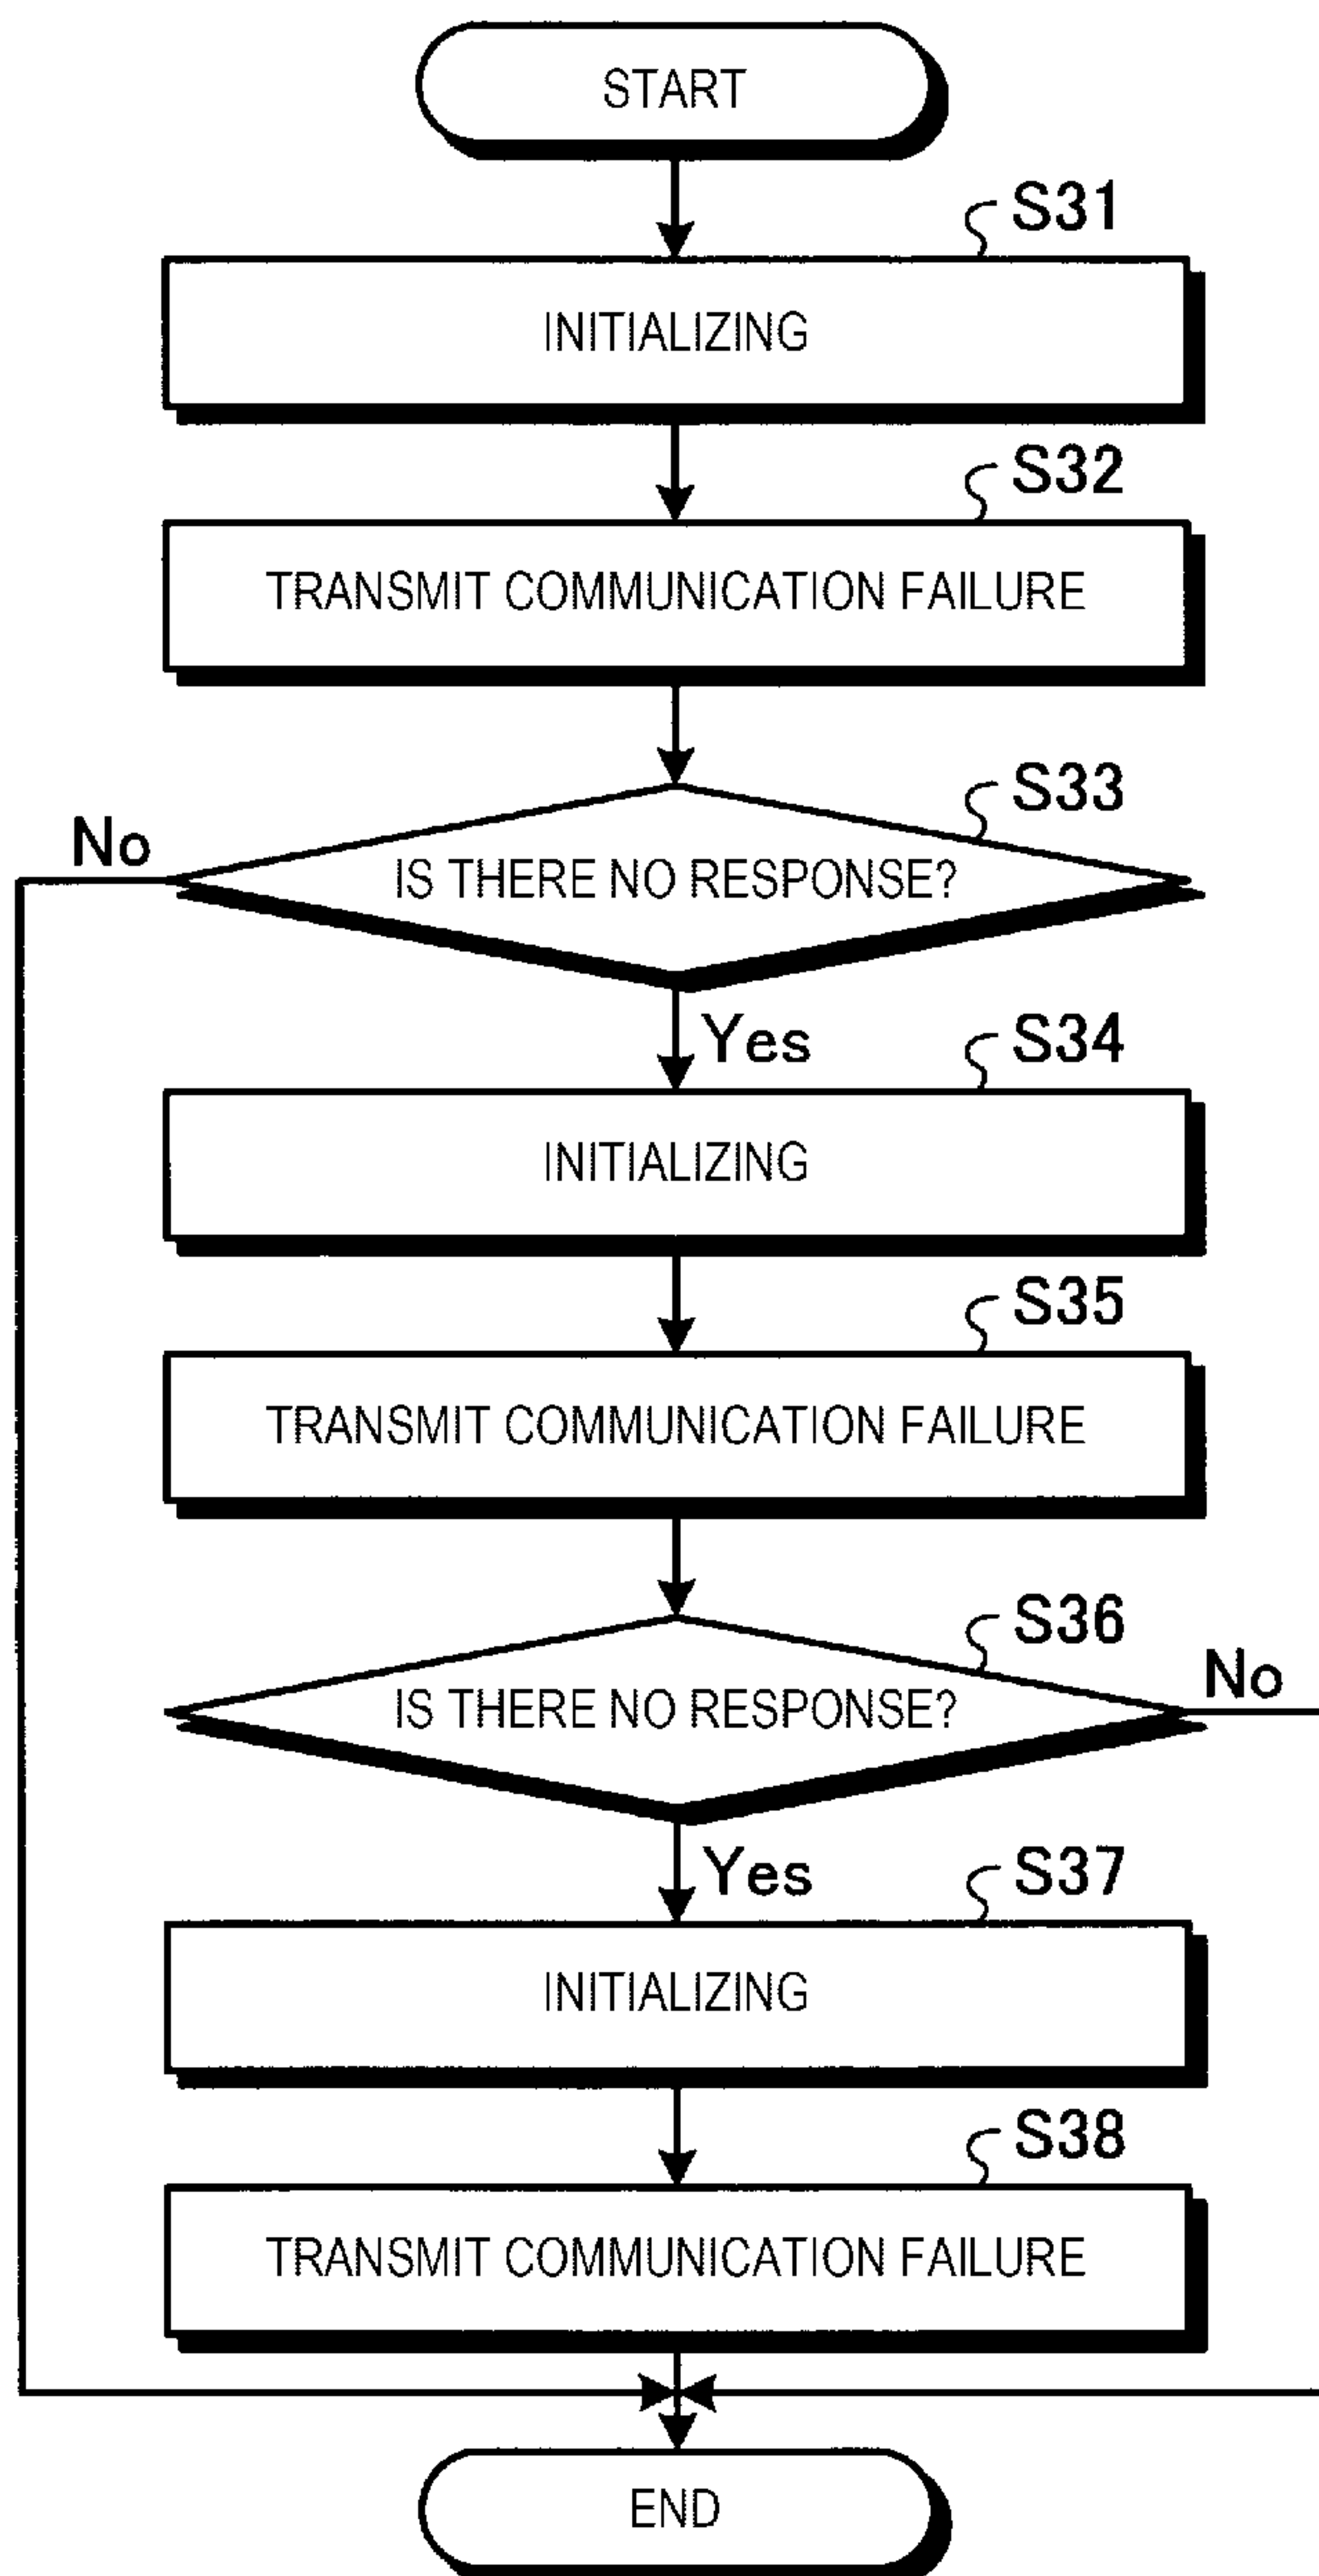 START
S31
INITIALIZING
S32
TRANSMIT COMMUNICATION FAILURE
S33
No
IS THERE NO RESPONSE?
Yes
S34
INITIALIZING
S35
TRANSMIT COMMUNICATION FAILURE
S36
No
IS THERE NO RESPONSE?
Yes
S37
INITIALIZING
S38
TRANSMIT COMMUNICATION FAILURE
END